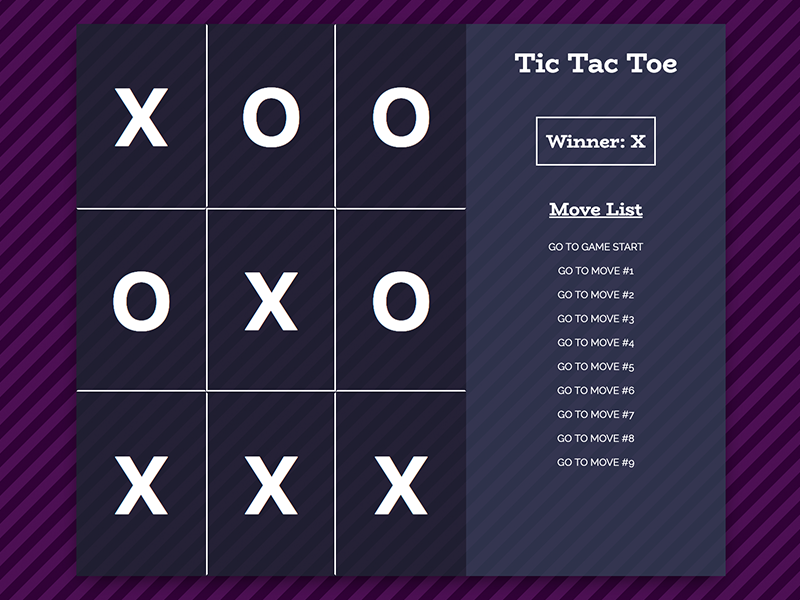 X O O
O X O
X X X
Tic Tac Toe
Winner: X
Move List
GO TO GAME START
GO TO MOVE #1
GO TO MOVE #2
GO TO MOVE #3
GO TO MOVE #4
GO TO MOVE #5
GO TO MOVE #6
GO TO MOVE #7
GO TO MOVE #8
GO TO MOVE #9